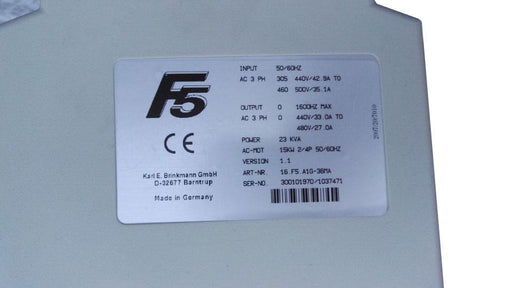 F5
CE
Karl E. Brinkmann GmbH
D-32677 Barntrup
Made in Germany
INPUT 50/60HZ
AC 3 PH 305 440V/42.9A TO
460 500V/35.1A
OUTPUT 0 1600HZ MAX
AC 3 PH 0 440V/33.0A TO
480V/27.0A
POWER 23 KVA
AC-MOT 15KW 2/4P 50/60HZ
VERSION 1.1
ART-NR. 16.F5.A1G-36MA
SER-NO. 300101970/1037471